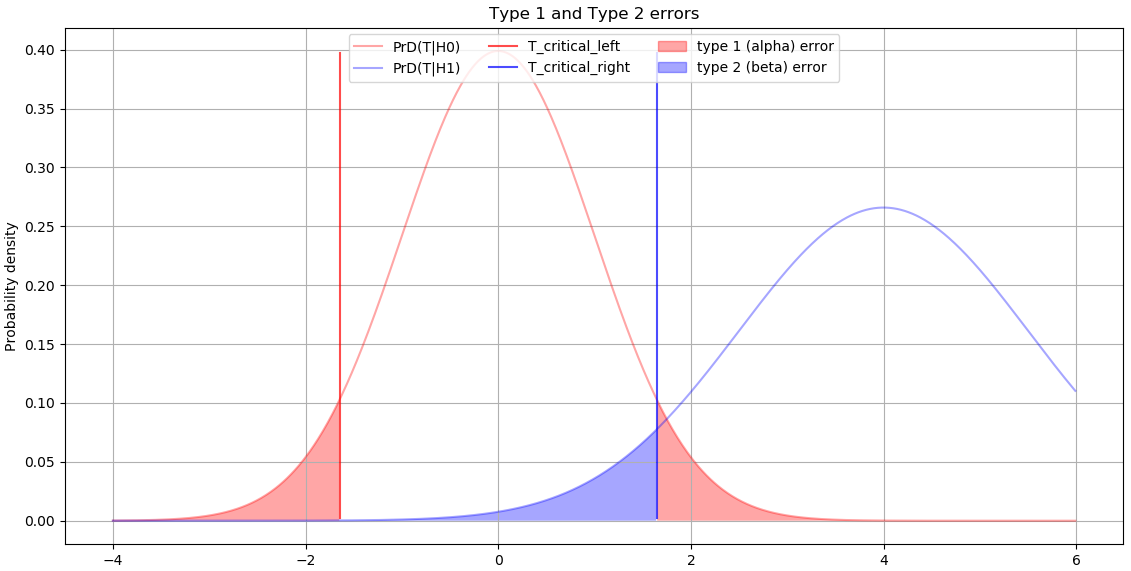 Type 1 and Type 2 errors
PrD(T|H0)
PrD(T|H1)
T_critical_left
T_critical_right
type 1 (alpha) error
type 2 (beta) error
Probability density
0.40
0.35
0.30
0.25
0.20
0.15
0.10
0.05
0.00
−4
−2
0
2
4
6